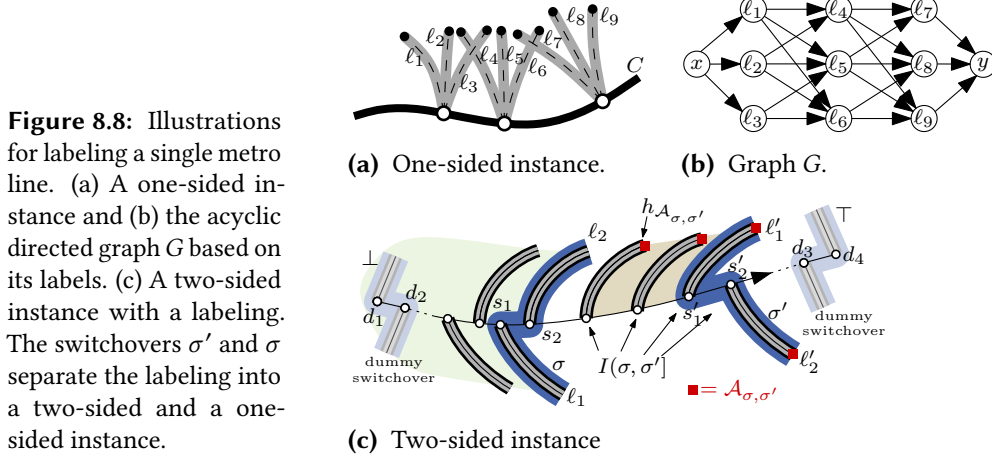 Figure 8.8: Illustrations
for labeling a single metro
line. (a) A one-sided in-
stance and (b) the acyclic
directed graph G based on
its labels. (c) A two-sided
instance with a labeling.
The switchovers σ′ and σ
separate the labeling into
a two-sided and a one-
sided instance.
ℓ1 ℓ2 ℓ3 ℓ4 ℓ5 ℓ6 ℓ7 ℓ8 ℓ9 C
(a) One-sided instance.
x ℓ1 ℓ2 ℓ3 ℓ4 ℓ5 ℓ6 ℓ7 ℓ8 ℓ9 y
(b) Graph G.
⊥ d1 d2
dummy
switchover
s1 s2 ℓ2 σ ℓ1
hAσ,σ′
I(σ, σ′]
ℓ′1 s′1 s′2 σ′ ℓ′2
= Aσ,σ′
⊤ d3 d4
dummy
switchover
(c) Two-sided instance